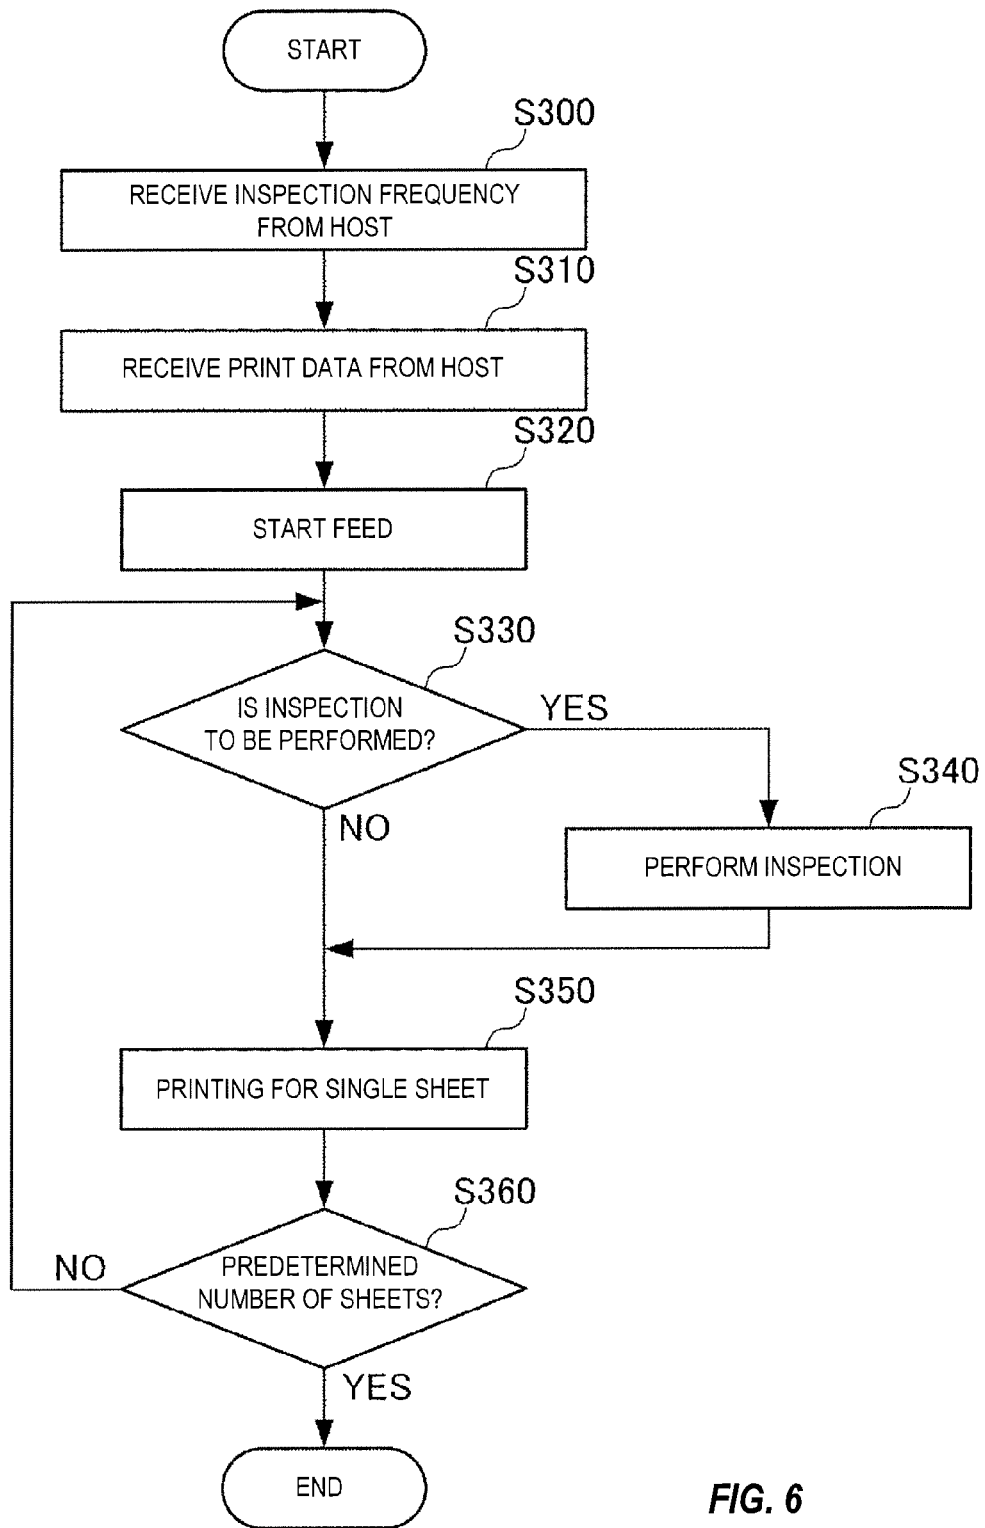 START
S300
RECEIVE INSPECTION FREQUENCY
FROM HOST
S310
RECEIVE PRINT DATA FROM HOST
S320
START FEED
S330
IS INSPECTION
TO BE PERFORMED?
YES
NO
S340
PERFORM INSPECTION
S350
PRINTING FOR SINGLE SHEET
S360
PREDETERMINED
NUMBER OF SHEETS?
NO
YES
END
FIG. 6